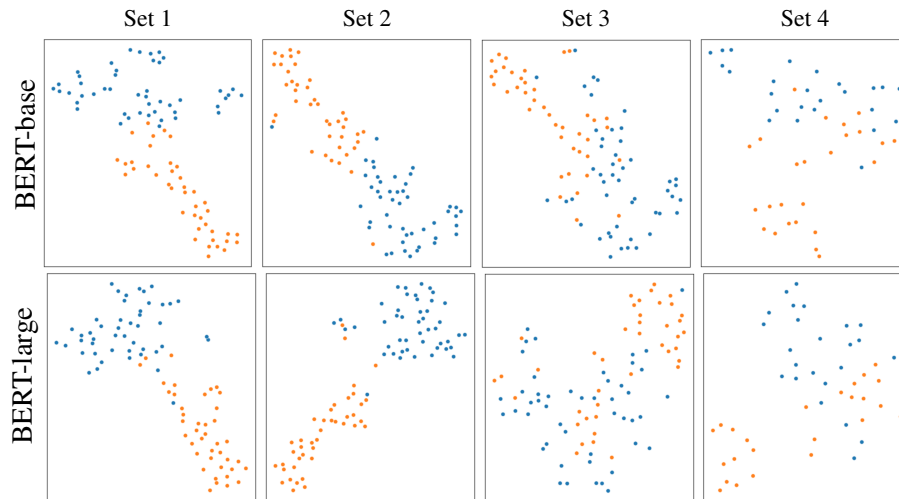 Set 1
Set 2
Set 3
Set 4
BERT-base
BERT-large